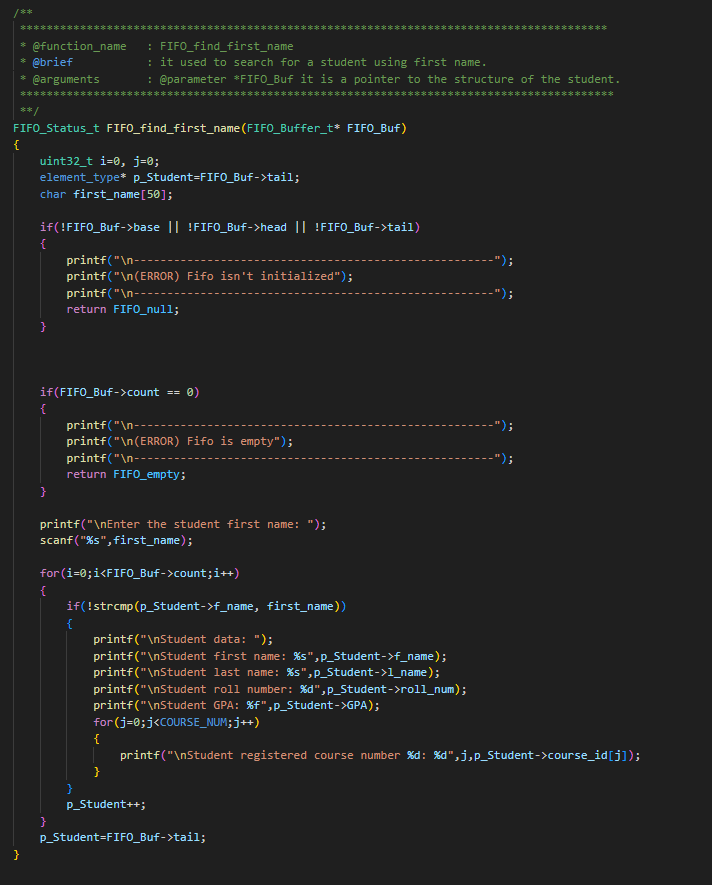 /**
 *****************************************************************************************
 * @function_name   : FIFO_find_first_name
 * @brief           : it used to search for a student using first name.
 * @arguments       : @parameter *FIFO_Buf it is a pointer to the structure of the student.
 ******************************************************************************************
 **/
FIFO_Status_t FIFO_find_first_name(FIFO_Buffer_t* FIFO_Buf)
{
    uint32_t i=0, j=0;
    element_type* p_Student=FIFO_Buf->tail;
    char first_name[50];
    if(!FIFO_Buf->base || !FIFO_Buf->head || !FIFO_Buf->tail)
    {
        printf("\n------------------------------------------------------");
        printf("\n(ERROR) Fifo isn't initialized");
        printf("\n------------------------------------------------------");
        return FIFO_null;
    }
    if(FIFO_Buf->count == 0)
    {
        printf("\n------------------------------------------------------");
        printf("\n(ERROR) Fifo is empty");
        printf("\n------------------------------------------------------");
        return FIFO_empty;
    }
    printf("\nEnter the student first name: ");
    scanf("%s",first_name);
    for(i=0;i<FIFO_Buf->count;i++)
    {
        if(!strcmp(p_Student->f_name, first_name))
        {
            printf("\nStudent data: ");
            printf("\nStudent first name: %s",p_Student->f_name);
            printf("\nStudent last name: %s",p_Student->l_name);
            printf("\nStudent roll number: %d",p_Student->roll_num);
            printf("\nStudent GPA: %f",p_Student->GPA);
            for(j=0;j<COURSE_NUM;j++)
            {
                printf("\nStudent registered course number %d: %d",j,p_Student->course_id[j]);
            }
        }
        p_Student++;
    }
    p_Student=FIFO_Buf->tail;
}